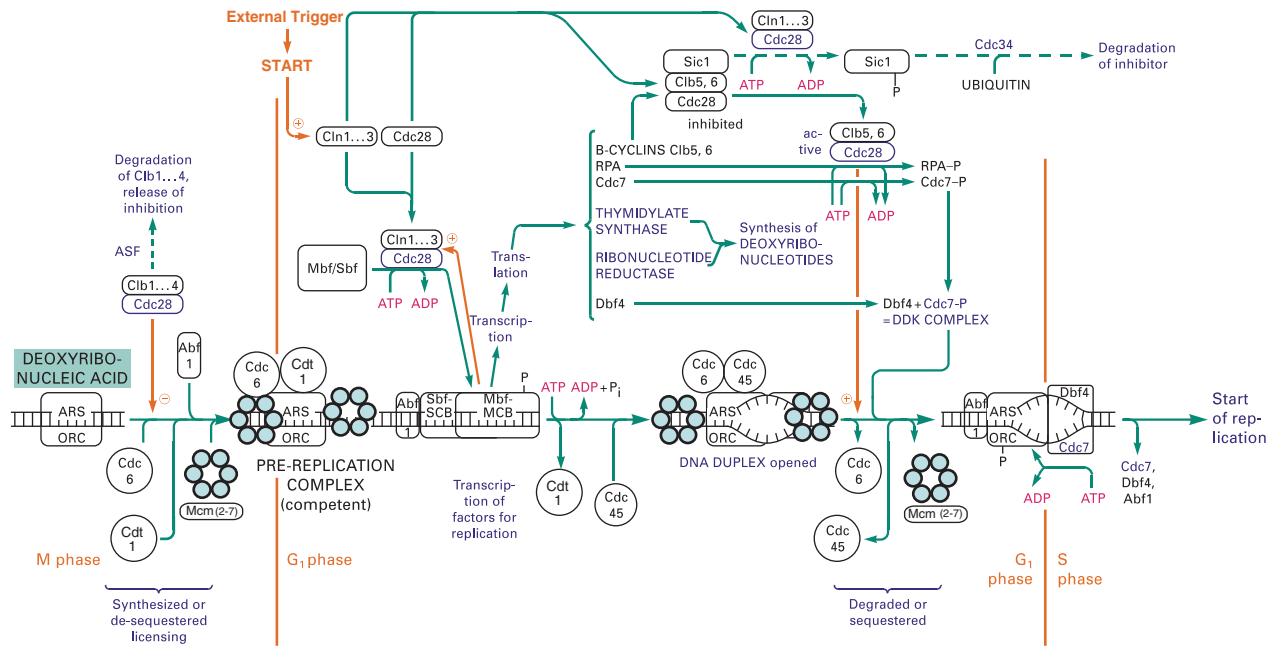 External Trigger
START
Cln1...3
Cdc28
Sic1
Clb5, 6
Cdc28
inhibited
ATP
ADP
Sic1
P
Cdc34
UBIQUITIN
Degradation
of inhibitor
⊕
Cln1...3
Cdc28
ac-
tive
Clb5, 6
Cdc28
B-CYCLINS Clb5, 6
RPA
Cdc7
RPA–P
Cdc7–P
ATP
ADP
Degradation
of Clb1...4,
release of
inhibition
ASF
Clb1...4
Cdc28
THYMIDYLATE
SYNTHASE
RIBONUCLEOTIDE
REDUCTASE
Synthesis of
DEOXYRIBO-
NUCLEOTIDES
Mbf/Sbf
Cln1...3
Cdc28
⊕
ATP
ADP
Trans-
lation
Transcrip-
tion
Dbf4
Dbf4 + Cdc7-P
= DDK COMPLEX
DEOXYRIBO-
NUCLEIC ACID
ARS
ORC
⊖
Abf
1
Cdc
6
Cdt
1
Mcm (2-7)
Cdc
6
Cdt
1
ARS
ORC
PRE-REPLICATION
COMPLEX
(competent)
Abf
1
Sbf-
SCB
Mbf-
MCB
P
Transcription
of factors for
replication
ATP
ADP + Pi
Cdt
1
Cdc
45
Cdc
6
Cdc
45
ARS
ORC
DNA DUPLEX opened
⊕
Cdc
6
Cdc
45
Mcm (2-7)
Abf
1
ARS
ORC
P
Dbf4
Cdc7
ADP
ATP
Cdc7,
Dbf4,
Abf1
Start
of rep-
lication
M phase
G1 phase
G1
phase
S
phase
Synthesized or
de-sequestered
licensing
Degraded or
sequestered